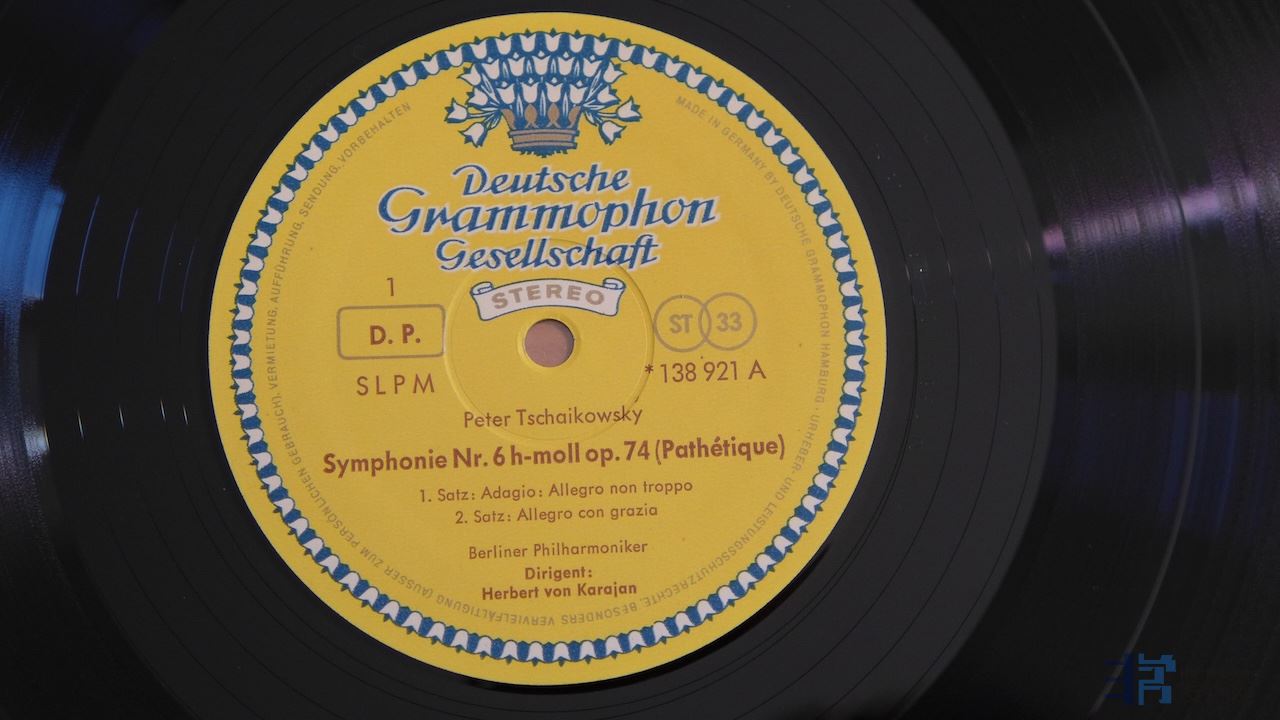 Deutsche
Grammophon
Gesellschaft
STEREO
1
D. P.
SLPM
ST 33
* 138 921 A
Peter Tschaikowsky
Symphonie Nr. 6 h-moll op. 74 (Pathétique)
1. Satz: Adagio: Allegro non troppo
2. Satz: Allegro con grazia
Berliner Philharmoniker
Dirigent:
Herbert von Karajan
MADE IN GERMANY BY DEUTSCHE GRAMMOPHON HAMBURG · URHEBER- UND LEISTUNGSSCHUTZRECHTE, BESONDERS VERVIELFÄLTIGUNG (AUSSER ZUM PERSÖNLICHEN GEBRAUCH), VERMIETUNG, AUFFÜHRUNG, SENDUNG, VORBEHALTEN